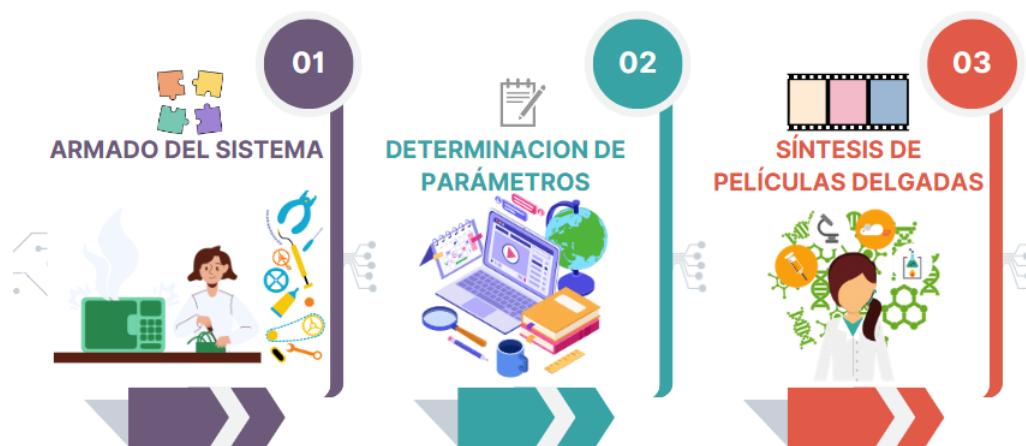 01
ARMADO DEL SISTEMA
02
DETERMINACION DE
PARÁMETROS
03
SÍNTESIS DE
PELÍCULAS DELGADAS